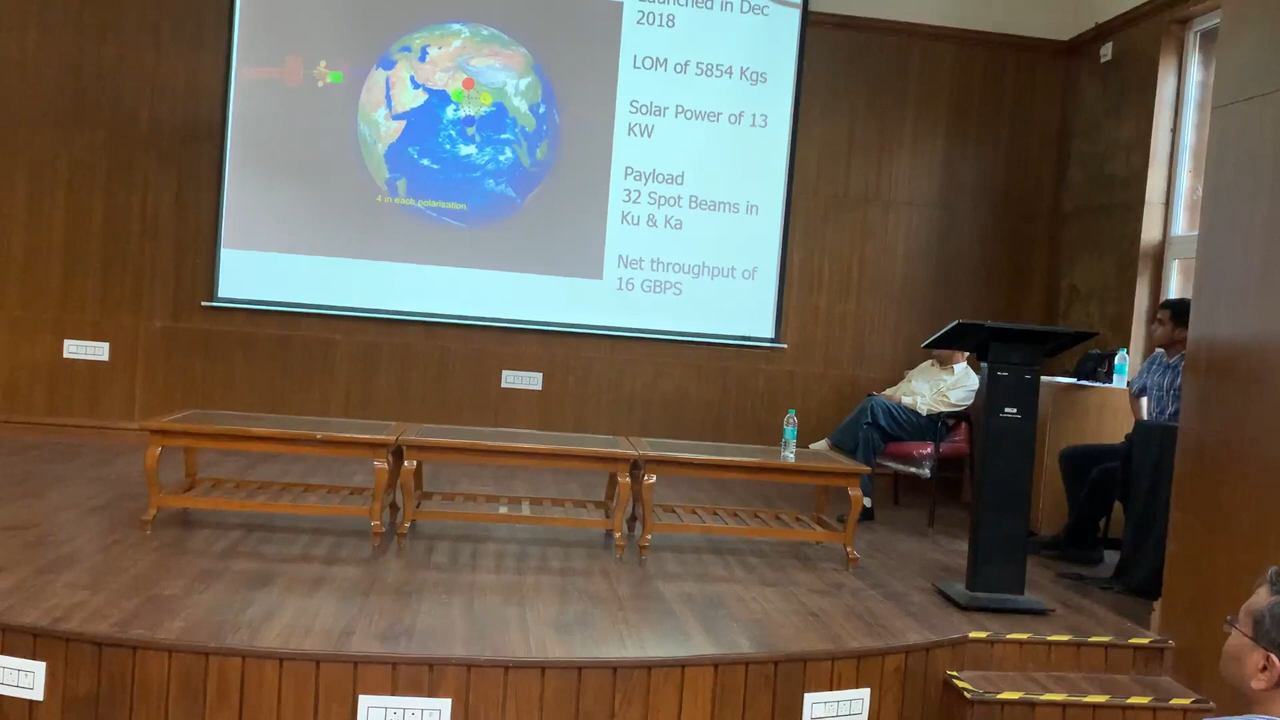 Launched in Dec
2018
LOM of 5854 Kgs
Solar Power of 13
KW
Payload
32 Spot Beams in
Ku & Ka
Net throughput of
16 GBPS
4 in each polarisation